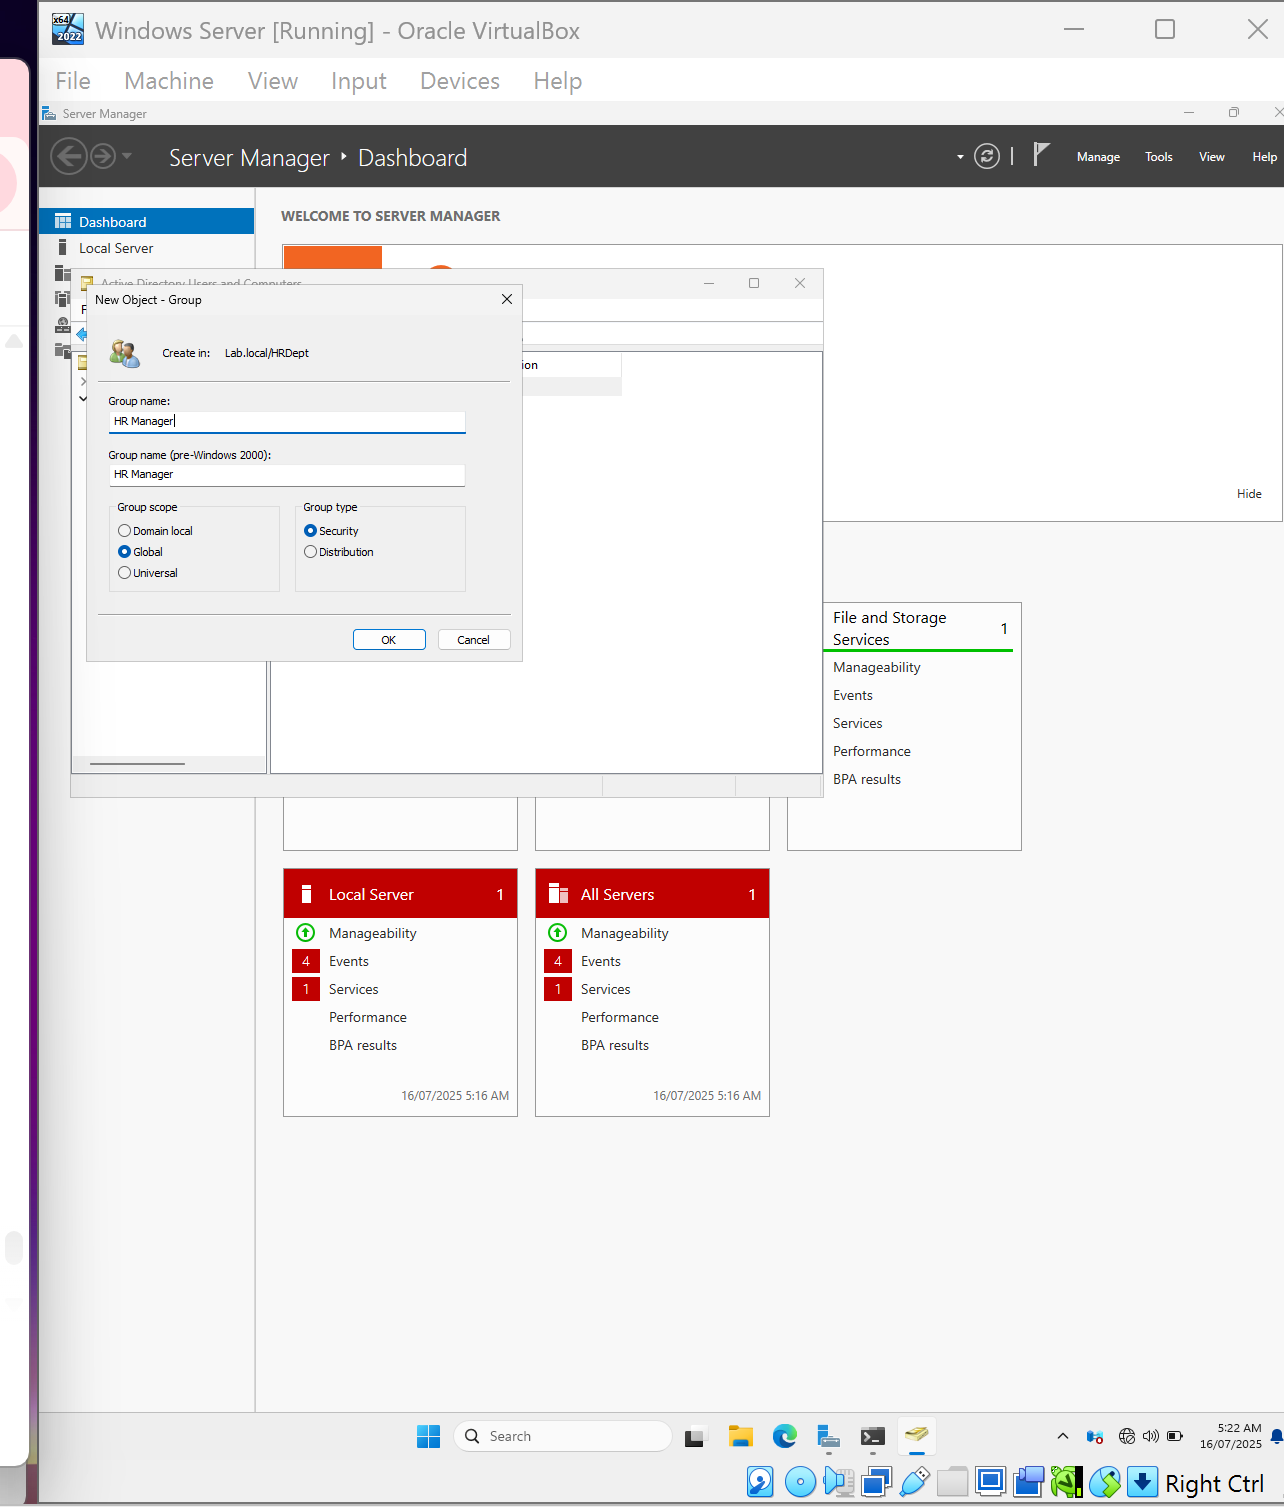 x64
2022
Windows Server [Running] - Oracle VirtualBox
File Machine View Input Devices Help
Server Manager
Server Manager Dashboard
Manage Tools View Help
Dashboard
Local Server
WELCOME TO SERVER MANAGER
Active Directory Users and Computers
New Object - Group
F
Create in: Lab.local/HRDept
ion
Group name:
HR Manager
Group name (pre-Windows 2000):
HR Manager
Group scope
Domain local
Global
Universal
Group type
Security
Distribution
OK Cancel
Hide
File and Storage
Services 1
Manageability
Events
Services
Performance
BPA results
Local Server 1
Manageability
4 Events
1 Services
Performance
BPA results
16/07/2025 5:16 AM
All Servers 1
Manageability
4 Events
1 Services
Performance
BPA results
16/07/2025 5:16 AM
Search
5:22 AM
16/07/2025
Right Ctrl